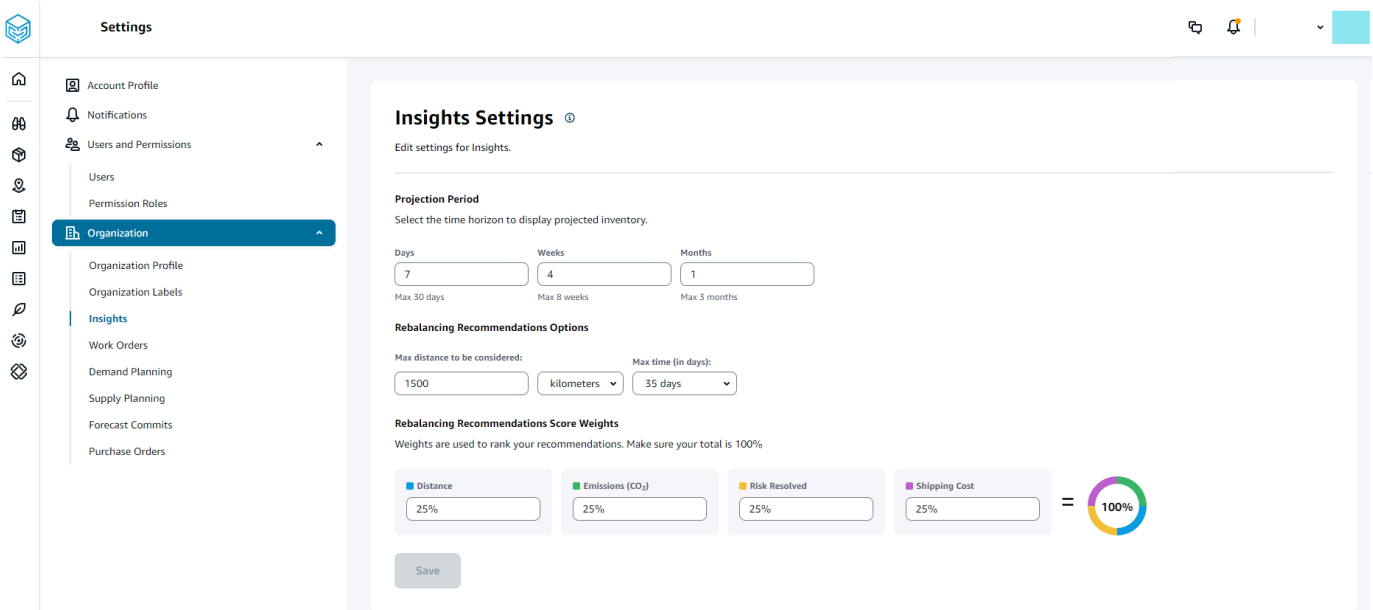 Settings
Account Profile
Notifications
Users and Permissions
Users
Permission Roles
Organization
Organization Profile
Organization Labels
Insights
Work Orders
Demand Planning
Supply Planning
Forecast Commits
Purchase Orders
Insights Settings
Edit settings for Insights.
Projection Period
Select the time horizon to display projected inventory.
Days Weeks Months
7 4 1
Max 30 days Max 8 weeks Max 3 months
Rebalancing Recommendations Options
Max distance to be considered: Max time (in days):
1500 kilometers 35 days
Rebalancing Recommendations Score Weights
Weights are used to rank your recommendations. Make sure your total is 100%
Distance Emissions (CO₂) Risk Resolved Shipping Cost
25% 25% 25% 25% = 100%
Save